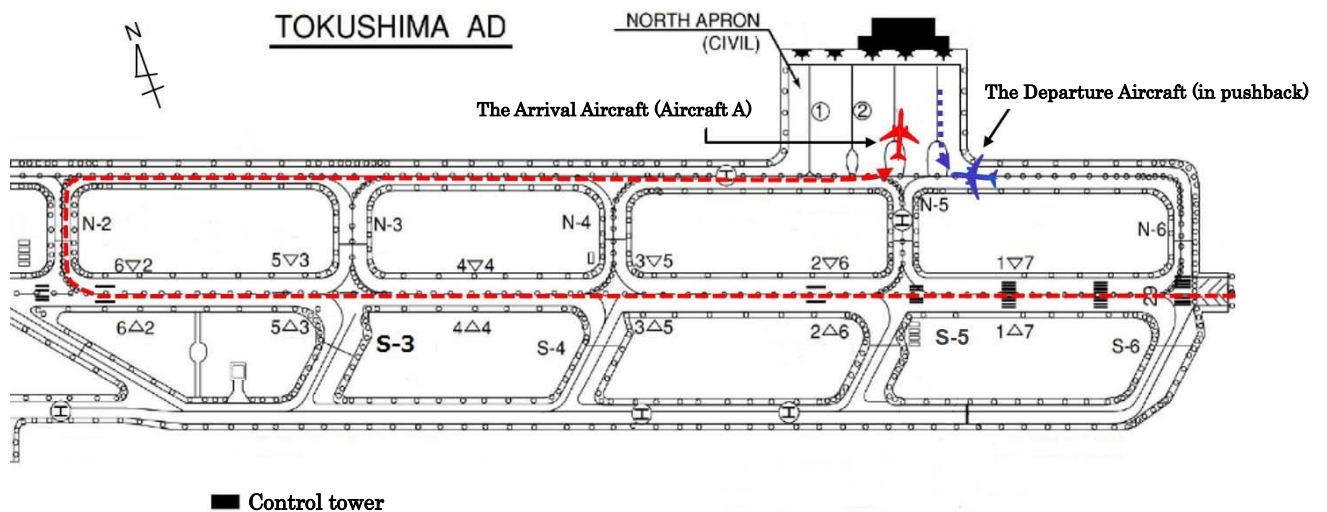 TOKUSHIMA AD
NORTH APRON
(CIVIL)
N
The Arrival Aircraft (Aircraft A)
The Departure Aircraft (in pushback)
① ②
H
N-2 N-3 N-4 H N-5 N-6
6▽2 5▽3 4▽4 3▽5 2▽6 1▽7
29
6△2 5△3 4△4 3△5 2△6 1△7
S-3 S-4 S-5 S-6
H H H
Control tower